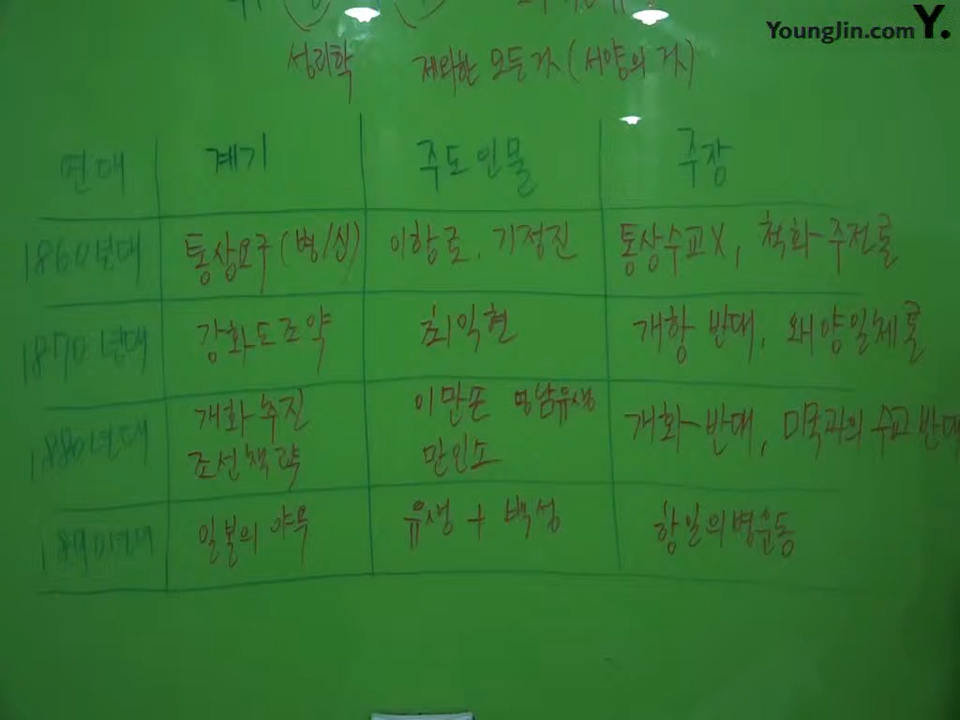 YoungJin.com Y.
성리학 제외한 모든거 (서양의 거)
연대 계기 주도인물 주장
1860년대 통상요구(병/신) 이항로, 기정진 통상수교X, 척화주전론
1870년대 강화도조약 최익현 개항 반대, 왜양일체론
1880년대 개화 추진 이만손 영남유생 개화 반대, 미국과의 수교 반대
조선책략 만인소
1890년대 일본의 야욕 유생 + 백성 항일의병운동